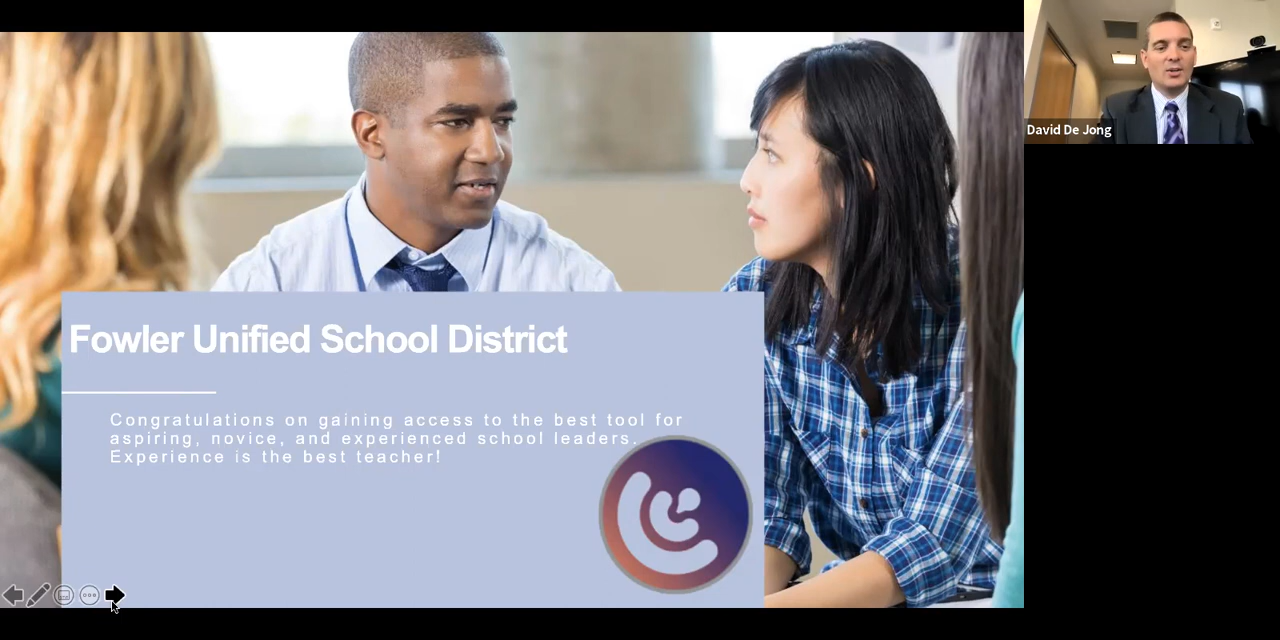 David De Jong
Fowler Unified School District
Congratulations on gaining access to the best tool for
aspiring, novice, and experienced school leaders.
Experience is the best teacher!